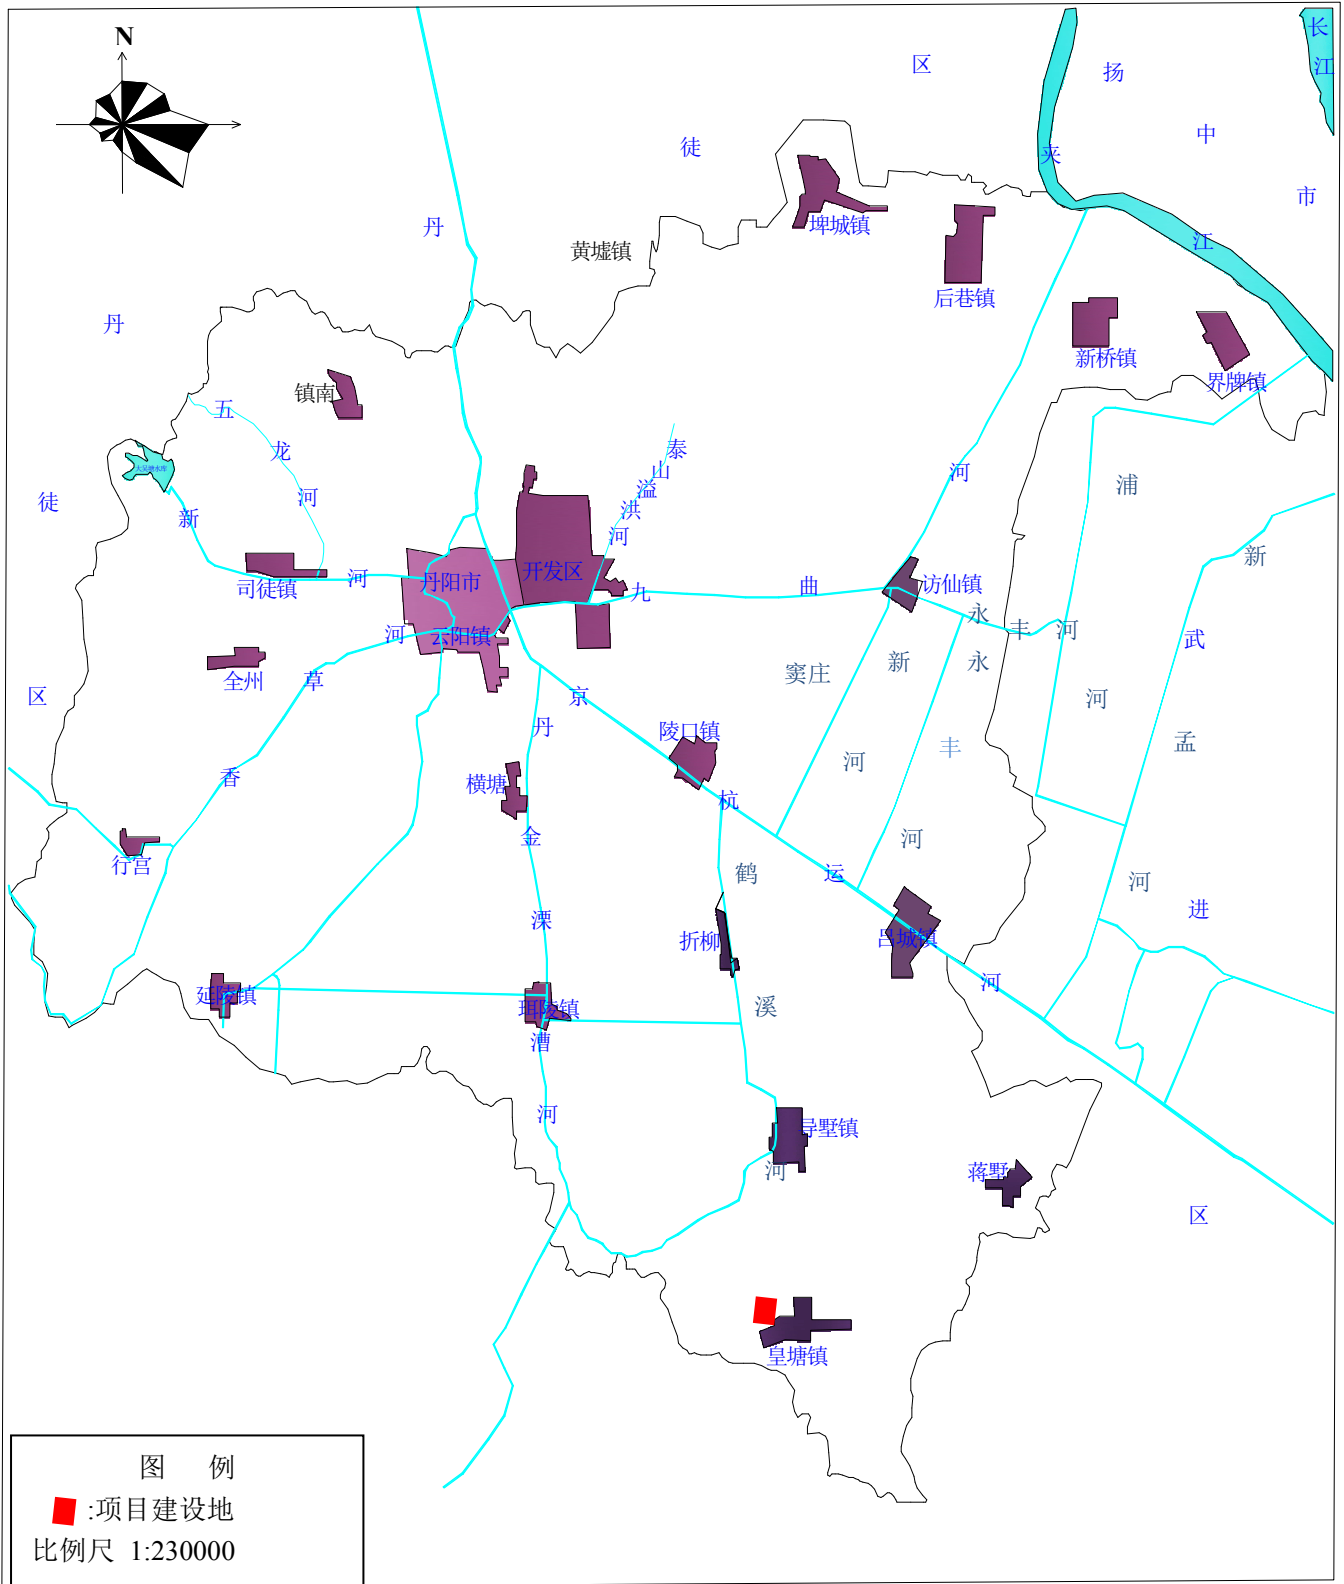 N
长江
区
扬中市
夹江
徒
丹
埤城镇
黄墟镇
后巷镇
丹徒区
新桥镇
界牌镇
镇南
五龙河
大吴塘水库
新河
泰山溢洪河
河
浦河
新孟河
司徒镇
丹阳市
开发区
九曲
访仙镇
永丰河
云阳镇
河
草
香
全州
窦庄
新河
永丰河
武进
区
京杭运河
丹金溧漕河
陵口镇
横塘
行宫
鹤溪河
折柳
吕城镇
延陵镇
珥陵镇
导墅镇
蒋墅
皇塘镇
图 例
:项目建设地
比例尺 1:230000